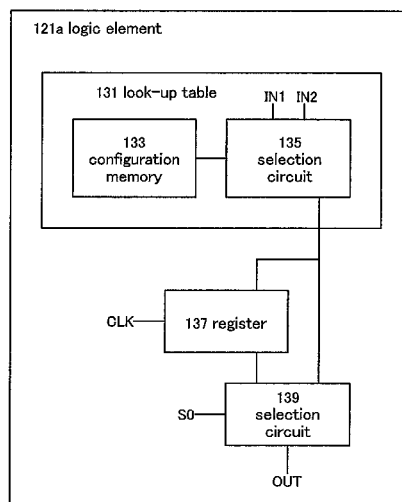 121a logic element
131 look-up table
IN1 IN2
133
configuration
memory
135
selection
circuit
CLK
137 register
S0
139
selection
circuit
OUT